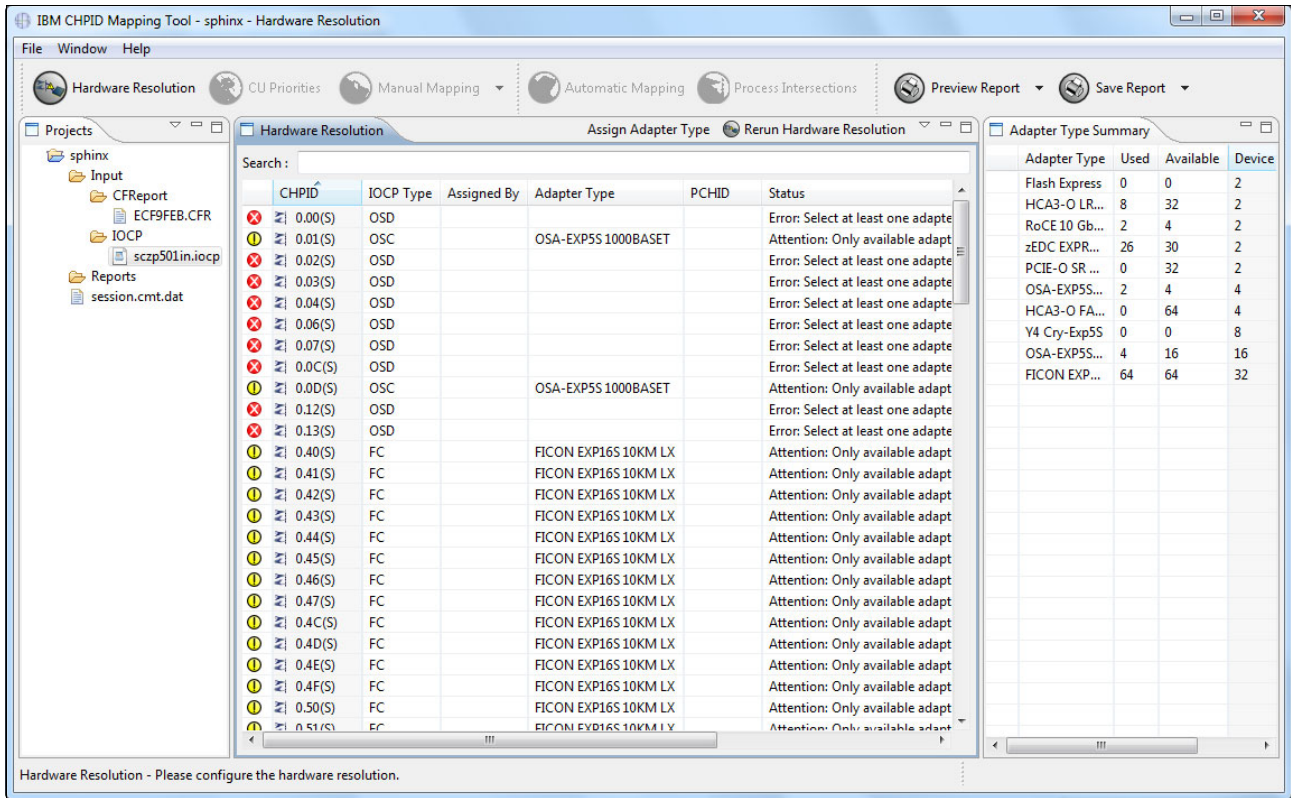 IBM CHPID Mapping Tool - sphinx - Hardware Resolution
File Window Help
Hardware Resolution CU Priorities Manual Mapping Automatic Mapping Process Intersections Preview Report Save Report
Projects
sphinx
Input
CFReport
ECF9FEB.CFR
IOCP
sczp501in.iocp
Reports
session.cmt.dat
Hardware Resolution Assign Adapter Type Rerun Hardware Resolution
Search :
CHPID IOCP Type Assigned By Adapter Type PCHID Status
0.00(S) OSD Error: Select at least one adapte
0.01(S) OSC OSA-EXP5S 1000BASET Attention: Only available adapt
0.02(S) OSD Error: Select at least one adapte
0.03(S) OSD Error: Select at least one adapte
0.04(S) OSD Error: Select at least one adapte
0.06(S) OSD Error: Select at least one adapte
0.07(S) OSD Error: Select at least one adapte
0.0C(S) OSD Error: Select at least one adapte
0.0D(S) OSC OSA-EXP5S 1000BASET Attention: Only available adapt
0.12(S) OSD Error: Select at least one adapte
0.13(S) OSD Error: Select at least one adapte
0.40(S) FC FICON EXP16S 10KM LX Attention: Only available adapt
0.41(S) FC FICON EXP16S 10KM LX Attention: Only available adapt
0.42(S) FC FICON EXP16S 10KM LX Attention: Only available adapt
0.43(S) FC FICON EXP16S 10KM LX Attention: Only available adapt
0.44(S) FC FICON EXP16S 10KM LX Attention: Only available adapt
0.45(S) FC FICON EXP16S 10KM LX Attention: Only available adapt
0.46(S) FC FICON EXP16S 10KM LX Attention: Only available adapt
0.47(S) FC FICON EXP16S 10KM LX Attention: Only available adapt
0.4C(S) FC FICON EXP16S 10KM LX Attention: Only available adapt
0.4D(S) FC FICON EXP16S 10KM LX Attention: Only available adapt
0.4E(S) FC FICON EXP16S 10KM LX Attention: Only available adapt
0.4F(S) FC FICON EXP16S 10KM LX Attention: Only available adapt
0.50(S) FC FICON EXP16S 10KM LX Attention: Only available adapt
0.51(S) FC FICON EXP16S 10KM LX Attention: Only available adapt
Adapter Type Summary
Adapter Type Used Available Device
Flash Express 0 0 2
HCA3-O LR... 8 32 2
RoCE 10 Gb... 2 4 2
zEDC EXPR... 26 30 2
PCIE-O SR ... 0 32 2
OSA-EXP5S... 2 4 4
HCA3-O FA... 0 64 4
Y4 Cry-Exp5S 0 0 8
OSA-EXP5S... 4 16 16
FICON EXP... 64 64 32
Hardware Resolution - Please configure the hardware resolution.